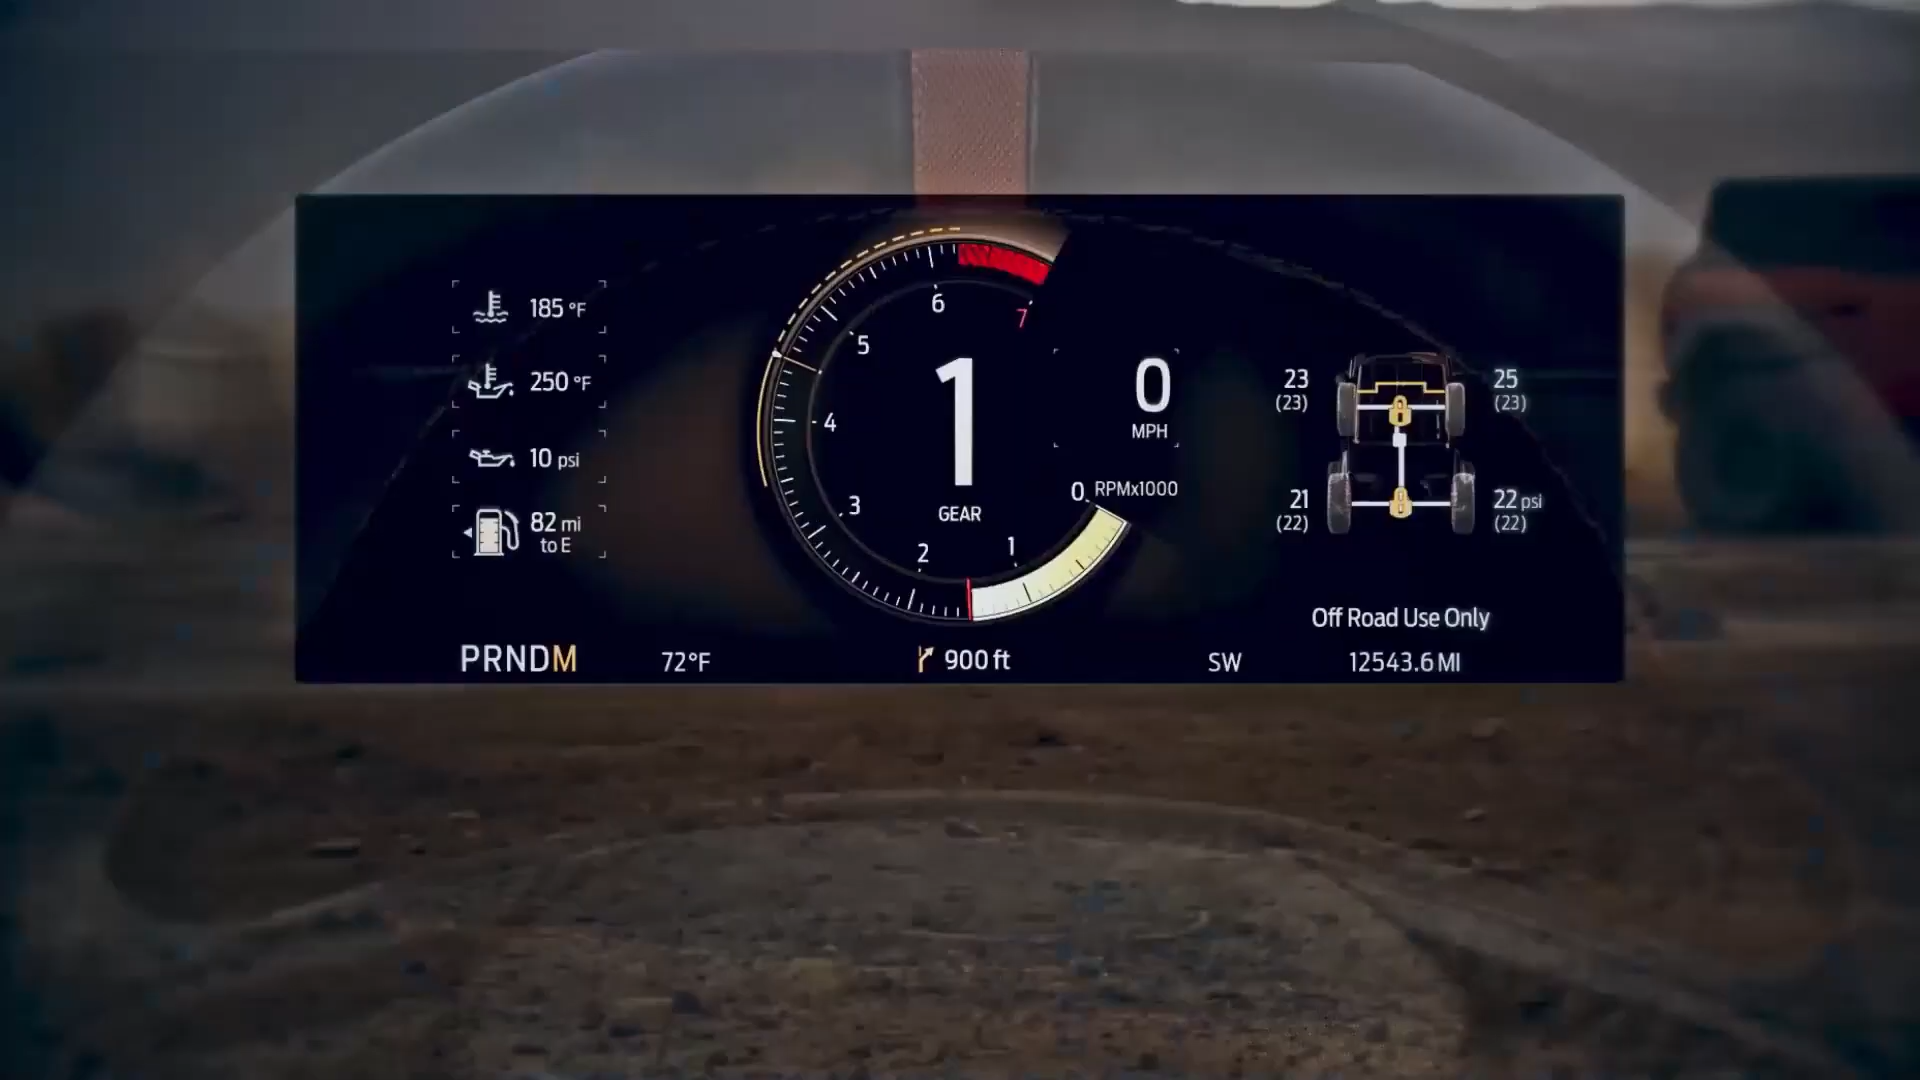 185 °F
250 °F
10 psi
82 mi
to E
6
7
5
4
3
2
1
0
RPMx1000
1
GEAR
0
MPH
23
(23)
25
(23)
21
(22)
22 psi
(22)
Off Road Use Only
PRNDM
72°F
900 ft
SW
12543.6 MI